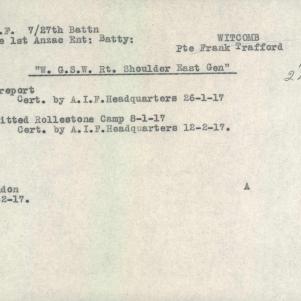 .F. 7/27th Battn
e 1st Anzac Ent: Batty:
WITCOMB
Pte Frank Trafford
"W. G.S.W. Rt. Shoulder East Gen"
report
Cert. by A.I.F.Headquarters 26-1-17
itted Rollestone Camp 8-1-17
Cert. by A.I.F.Headquarters 12-2-17.
don
2-17.
A